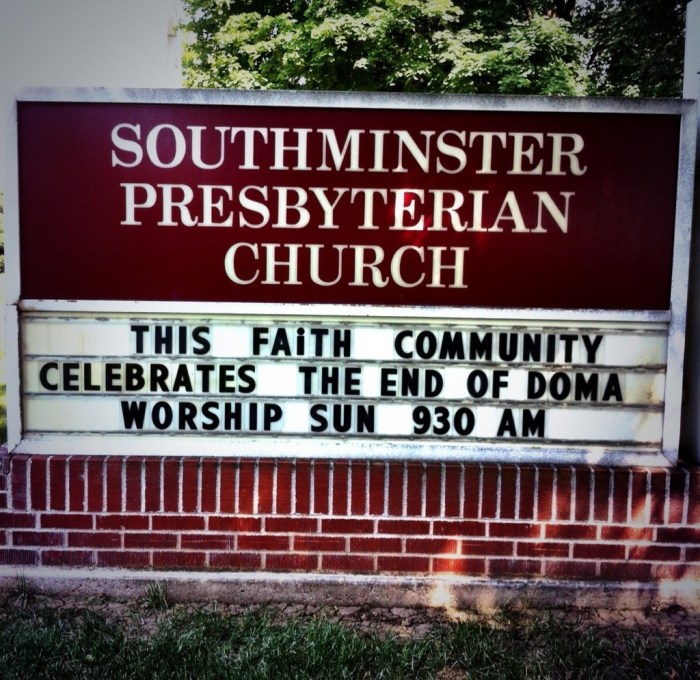 SOUTHMINSTER
PRESBYTERIAN
CHURCH
THIS FAiTH COMMUNITY
CELEBRATES THE END OF DOMA
WORSHIP SUN 930 AM